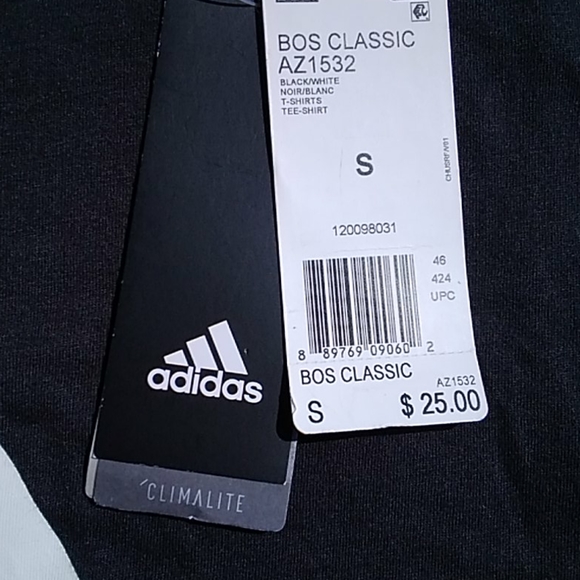 BOS CLASSIC
AZ1532
BLACK/WHITE
NOIR/BLANC
T-SHIRTS
TEE-SHIRT
S
120098031
46
424
UPC
8 89769 09060 2
BOS CLASSIC
AZ1532
S
$ 25.00
adidas
CLIMALITE